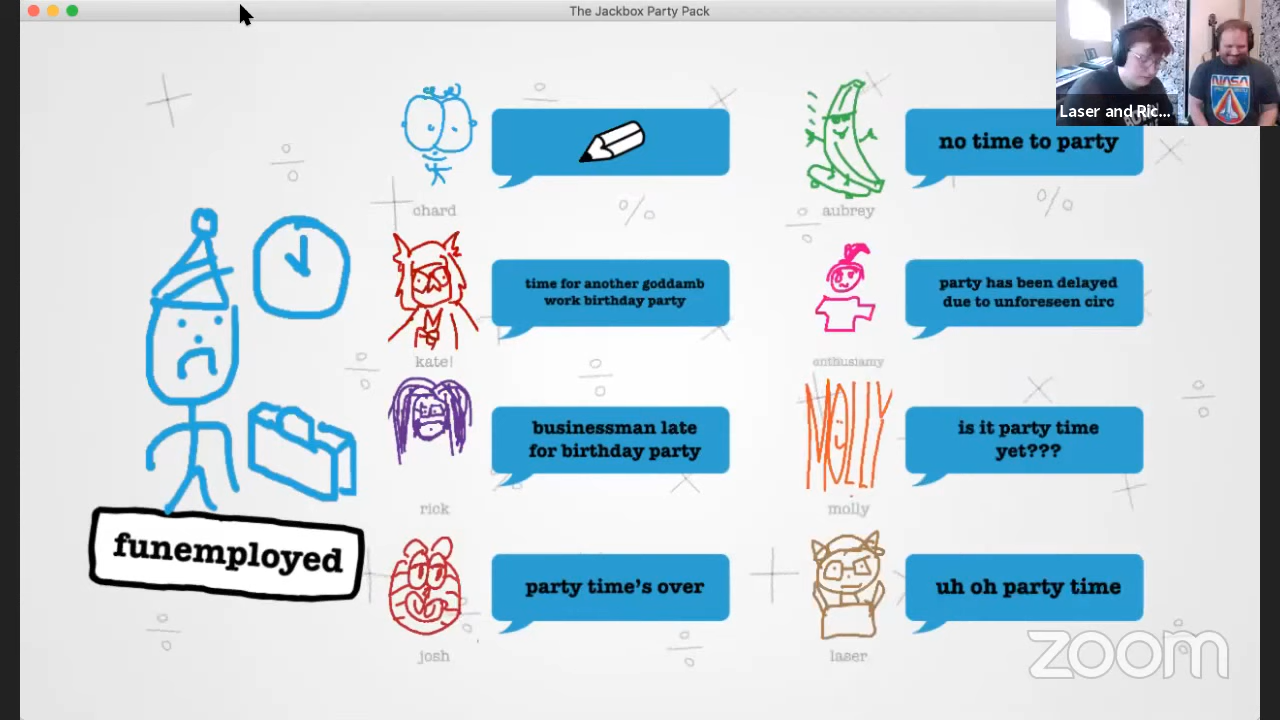 The Jackbox Party Pack
NASA
Laser and Ric...
no time to party
chard
aubrey
time for another goddamb
work birthday party
party has been delayed
due to unforeseen circ
kate!
enthusiamy
businessman late
for birthday party
MOLLY
is it party time
yet???
rick
molly
funemployed
party time's over
uh oh party time
josh
laser
zoom